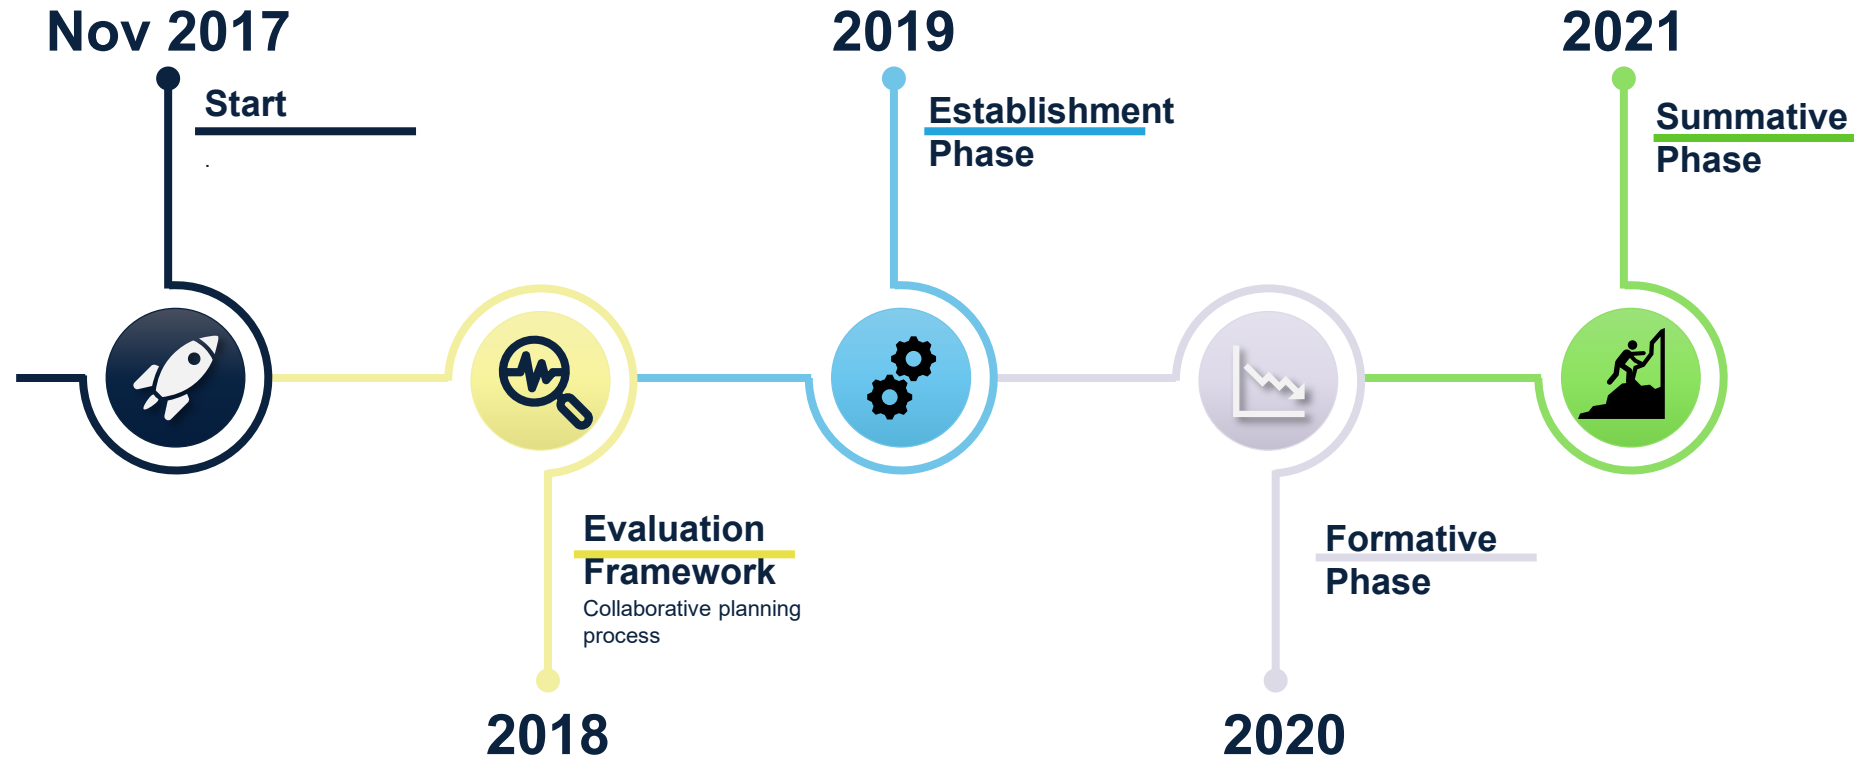 Nov 2017
Start
.
Evaluation
Framework
Collaborative planning
process
2018
2019
Establishment
Phase
Formative
Phase
2020
2021
Summative
Phase